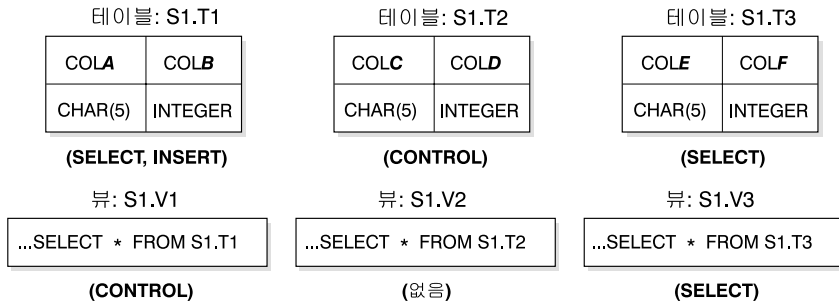 테이블: S1.T1 테이블: S1.T2 테이블: S1.T3
COLA COLB COLC COLD COLE COLF
CHAR(5) INTEGER CHAR(5) INTEGER CHAR(5) INTEGER
(SELECT, INSERT) (CONTROL) (SELECT)
뷰: S1.V1 뷰: S1.V2 뷰: S1.V3
...SELECT * FROM S1.T1 ...SELECT * FROM S1.T2 ...SELECT * FROM S1.T3
(CONTROL) (없음) (SELECT)